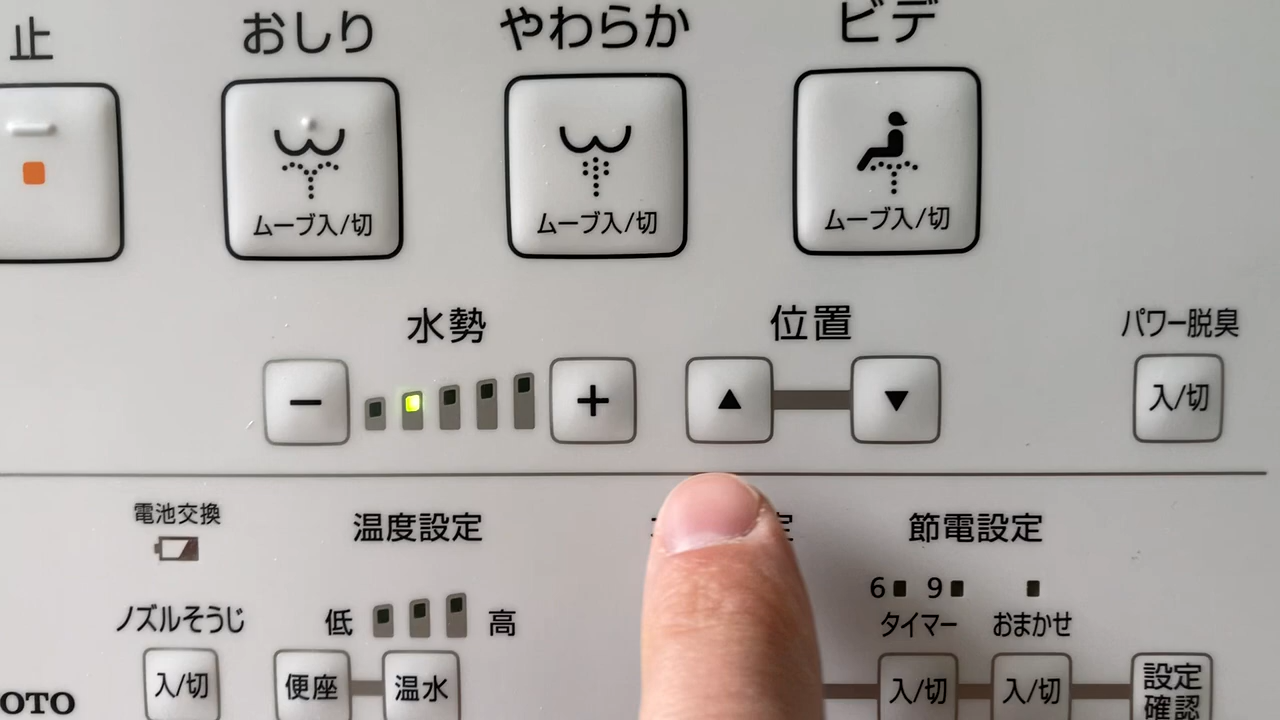 止
おしり
やわらか
ビデ
ムーブ入/切
ムーブ入/切
ムーブ入/切
水勢
位置
パワー脱臭
−
+
▲
▼
入/切
電池交換
温度設定
定
節電設定
6 9
ノズルそうじ
低
高
タイマー
おまかせ
入/切
便座
温水
入/切
入/切
設定
確認
OTO